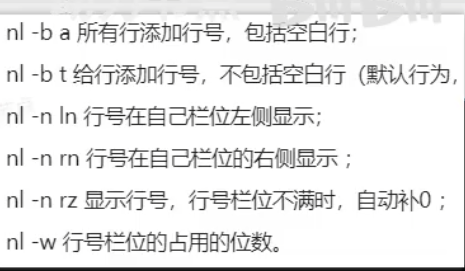 nl -b a 所有行添加行号，包括空白行；
nl -b t 给行添加行号，不包括空白行（默认行为，
nl -n ln 行号在自己栏位左侧显示；
nl -n rn 行号在自己栏位的右侧显示 ；
nl -n rz 显示行号，行号栏位不满时，自动补0 ；
nl -w 行号栏位的占用的位数。